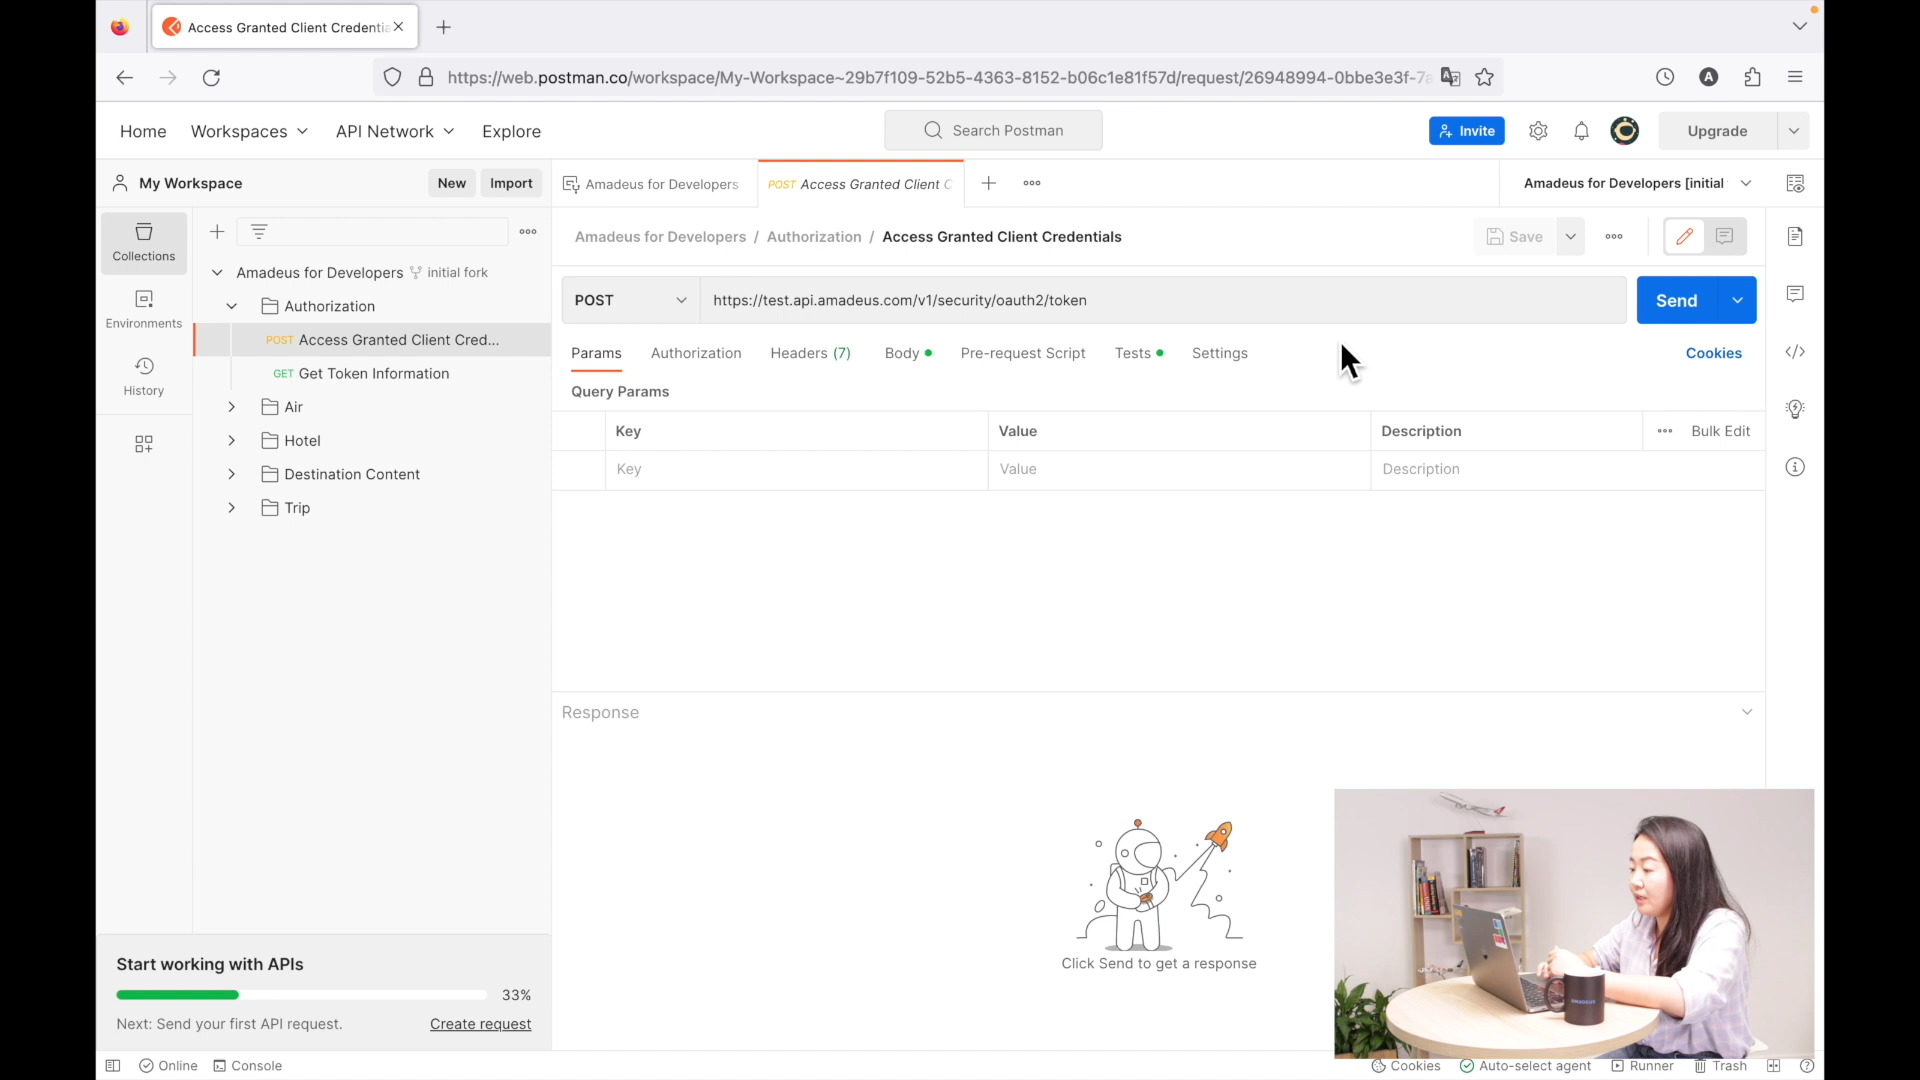 Access Granted Client Credentia
https://web.postman.co/workspace/My-Workspace~29b7f109-52b5-4363-8152-b06c1e81f57d/request/26948994-0bbe3e3f-7a
A
Home Workspaces API Network Explore
Search Postman
Invite
Upgrade
My Workspace
New Import
Amadeus for Developers
POST Access Granted Client C
Amadeus for Developers [initial
Collections
Environments
History
Amadeus for Developers initial fork
Authorization
POST Access Granted Client Cred...
GET Get Token Information
Air
Hotel
Destination Content
Trip
Amadeus for Developers / Authorization / Access Granted Client Credentials
Save
POST https://test.api.amadeus.com/v1/security/oauth2/token
Send
Params Authorization Headers (7) Body Pre-request Script Tests Settings
Cookies
Query Params
Key Value Description Bulk Edit
Key Value Description
Response
Click Send to get a response
Start working with APIs
33%
Next: Send your first API request. Create request
AMADEUS
Online Console
Cookies Auto-select agent Runner Trash